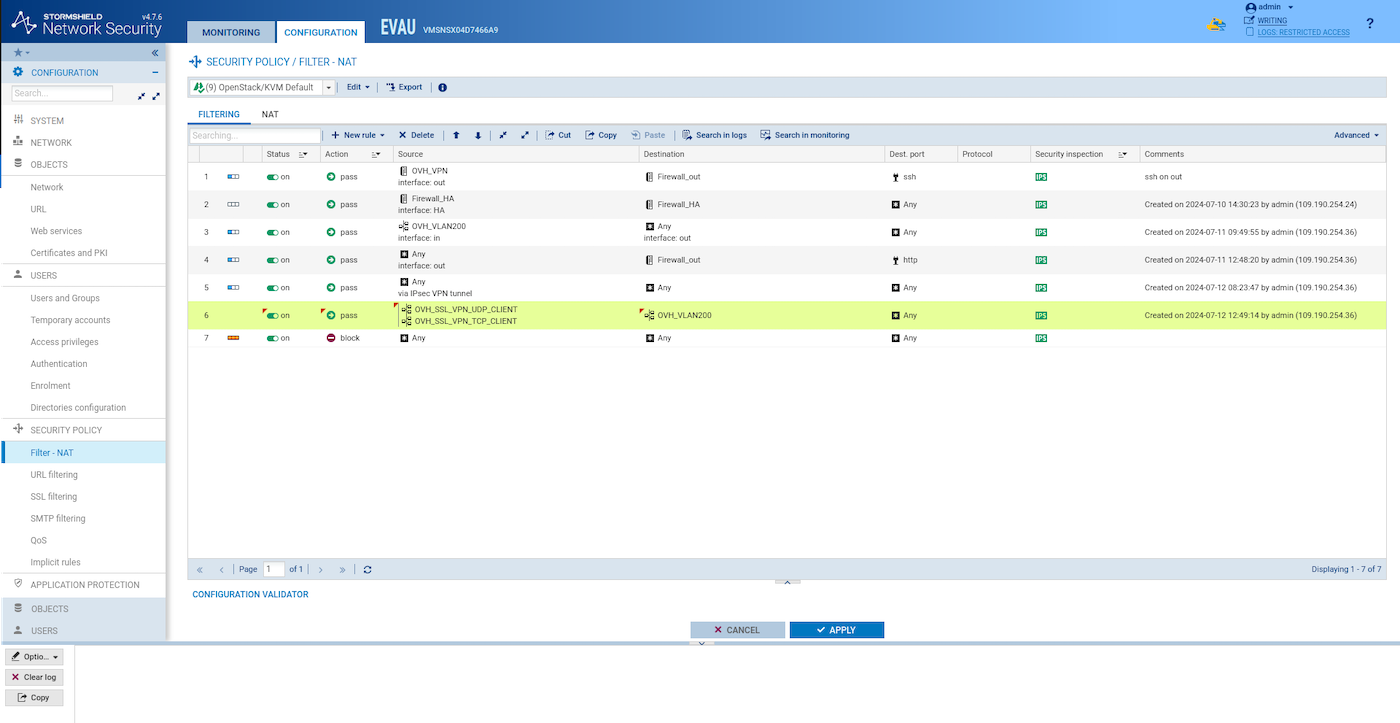 STORMSHIELD v4.7.6
Network Security
MONITORING CONFIGURATION EVAU VMSNSX04D7466A9
admin
WRITING
LOGS: RESTRICTED ACCESS
?
CONFIGURATION
Search...
SYSTEM
NETWORK
OBJECTS
Network
URL
Web services
Certificates and PKI
USERS
Users and Groups
Temporary accounts
Access privileges
Authentication
Enrolment
Directories configuration
SECURITY POLICY
Filter - NAT
URL filtering
SSL filtering
SMTP filtering
QoS
Implicit rules
APPLICATION PROTECTION
OBJECTS
USERS
SECURITY POLICY / FILTER - NAT
(9) OpenStack/KVM Default Edit Export
FILTERING NAT
Searching... New rule Delete Cut Copy Paste Search in logs Search in monitoring Advanced
Status Action Source Destination Dest. port Protocol Security inspection Comments
1 on pass OVH_VPN Firewall_out ssh IPS ssh on out
interface: out
2 on pass Firewall_HA Firewall_HA Any IPS Created on 2024-07-10 14:30:23 by admin (109.190.254.24)
interface: HA
3 on pass OVH_VLAN200 Any Any IPS Created on 2024-07-11 09:49:55 by admin (109.190.254.36)
interface: in interface: out
4 on pass Any Firewall_out http IPS Created on 2024-07-11 12:48:20 by admin (109.190.254.36)
interface: out
5 on pass Any Any Any IPS Created on 2024-07-12 08:23:47 by admin (109.190.254.36)
via IPsec VPN tunnel
6 on pass OVH_SSL_VPN_UDP_CLIENT OVH_VLAN200 Any IPS Created on 2024-07-12 12:49:14 by admin (109.190.254.36)
OVH_SSL_VPN_TCP_CLIENT
7 on block Any Any Any IPS
Page 1 of 1 Displaying 1 - 7 of 7
CONFIGURATION VALIDATOR
CANCEL APPLY
Optio...
Clear log
Copy